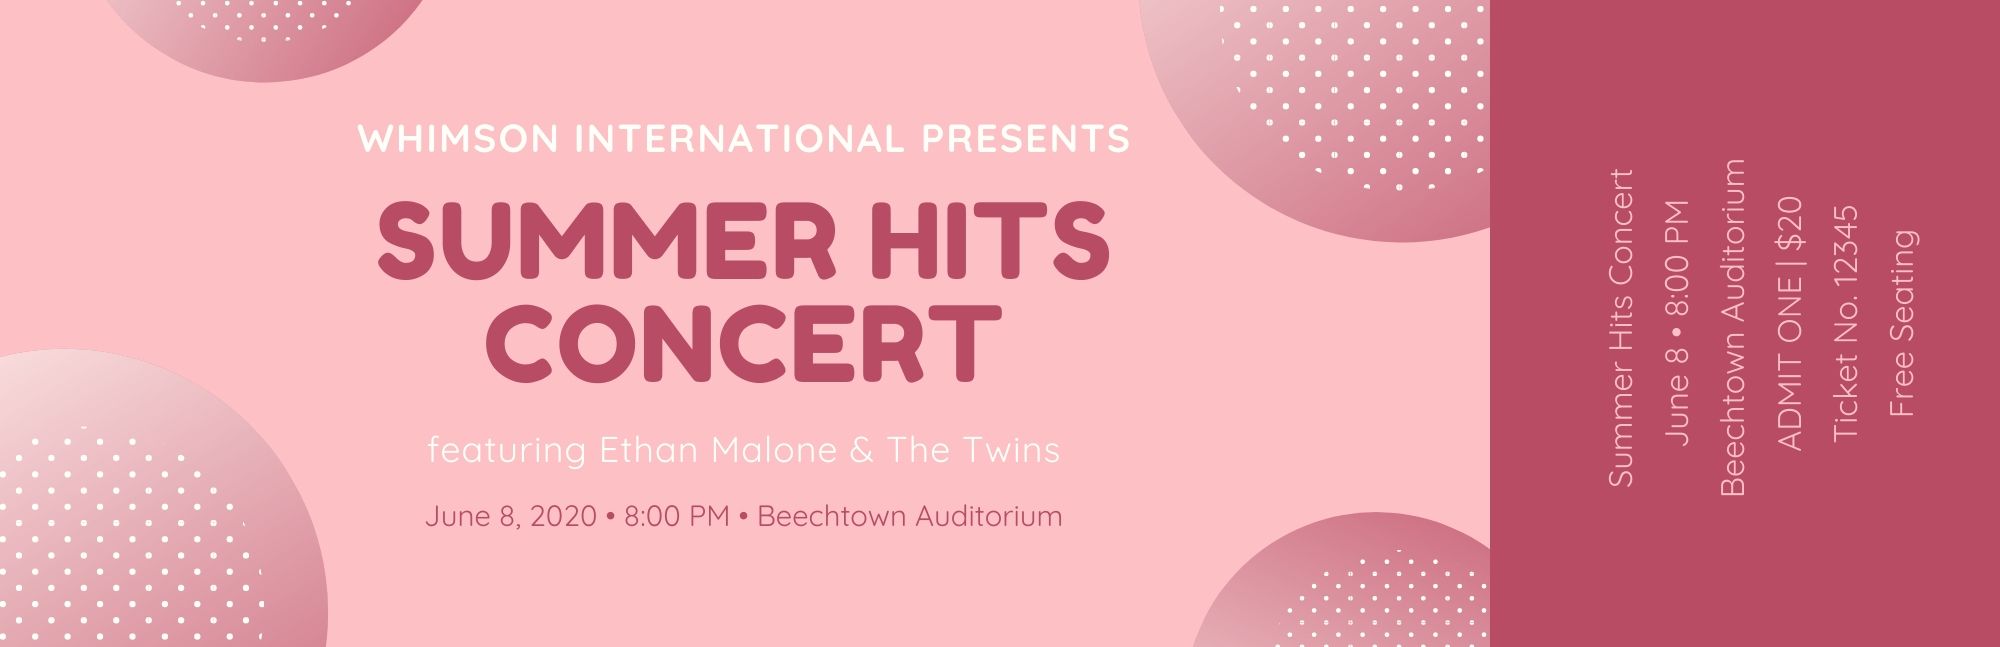 WHIMSON INTERNATIONAL PRESENTS
SUMMER HITS
CONCERT
featuring Ethan Malone & The Twins
June 8, 2020 • 8:00 PM • Beechtown Auditorium
Summer Hits Concert
June 8 • 8:00 PM
Beechtown Auditorium
ADMIT ONE | $20
Ticket No. 12345
Free Seating